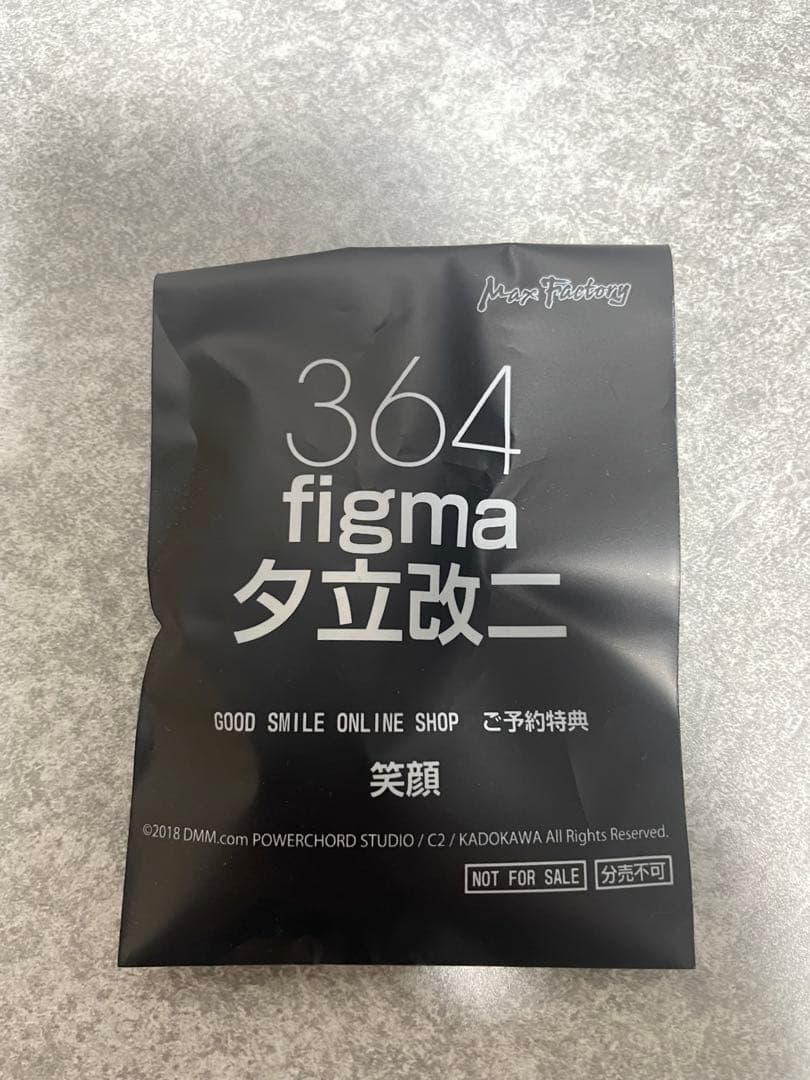 Max Factory
364
figma
夕立改二
GOOD SMILE ONLINE SHOP ご予約特典
笑顔
©2018 DMM.com POWERCHORD STUDIO / C2 / KADOKAWA All Rights Reserved.
NOT FOR SALE 分売不可